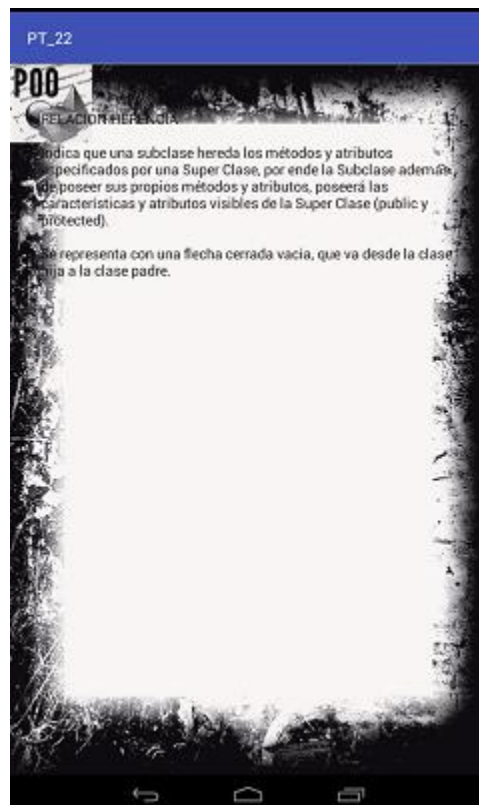 PT_22
POO
RELACION HERENCIA
Indica que una subclase hereda los métodos y atributos
especificados por una Super Clase, por ende la Subclase además
de poseer sus propios métodos y atributos, poseerá las
características y atributos visibles de la Super Clase (public y
protected).
Se representa con una flecha cerrada vacia, que va desde la clase
hija a la clase padre.